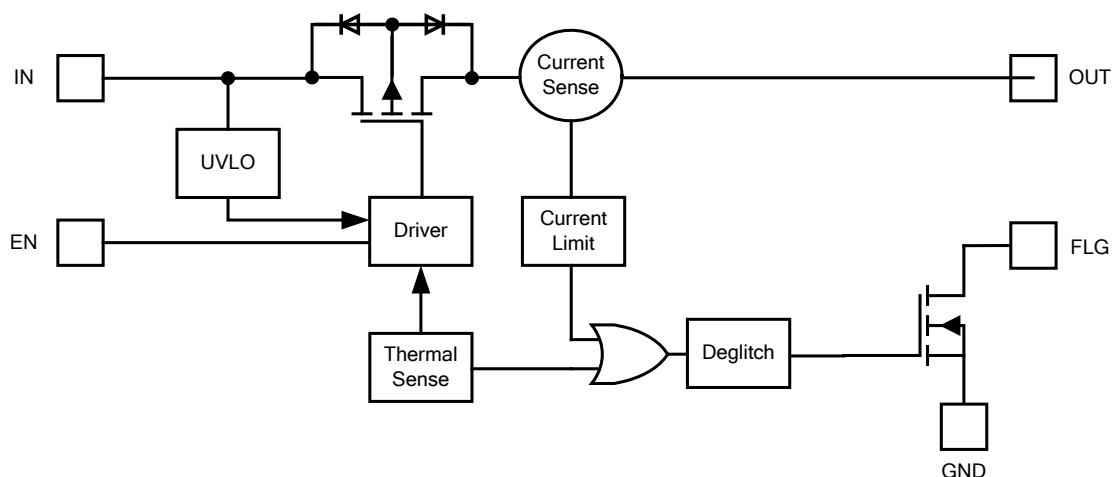 IN
Current
Sense
OUT
UVLO
EN
Driver
Current
Limit
FLG
Thermal
Sense
Deglitch
GND